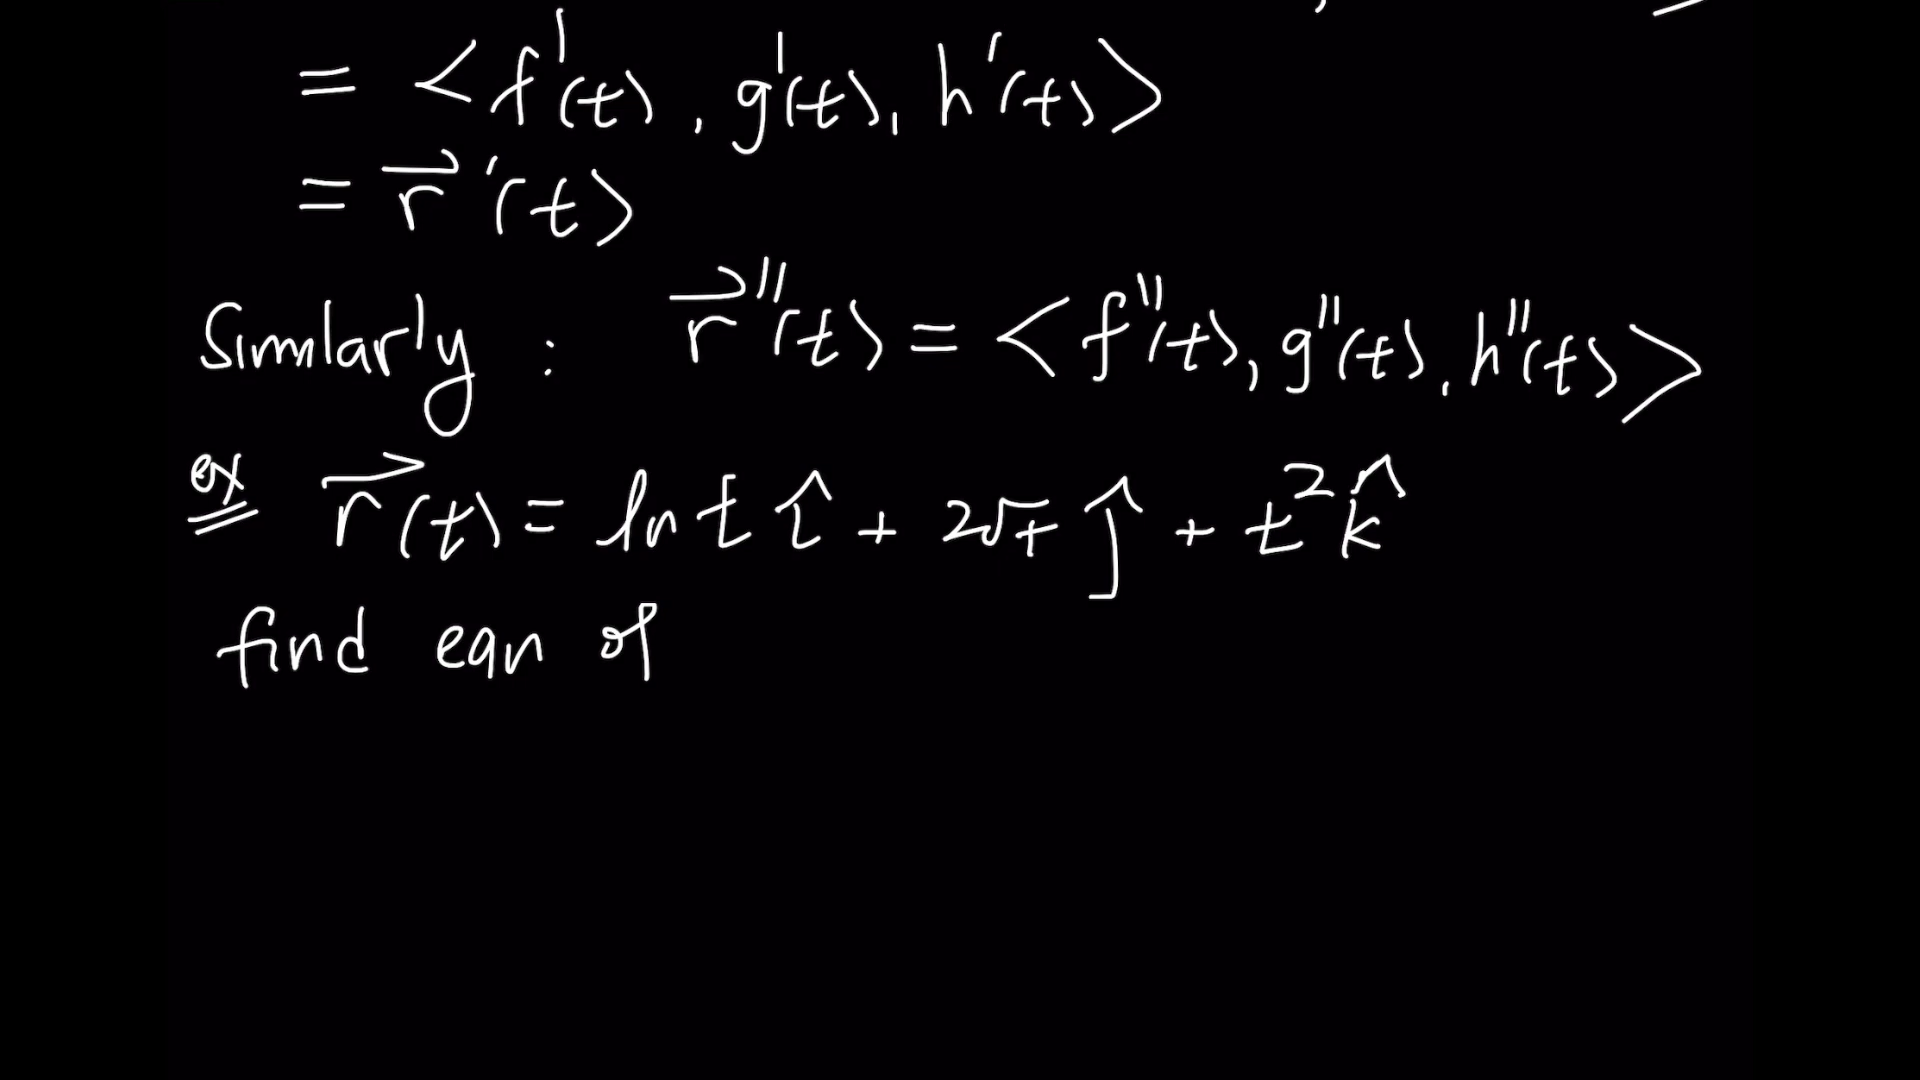 = <f'(t), g'(t), h'(t)>
= r⃗'(t)
Similarly : r⃗''(t) = <f''(t), g''(t), h''(t)>
ex r⃗(t) = ln t î + 2√t ĵ + t² k̂
find eqn of